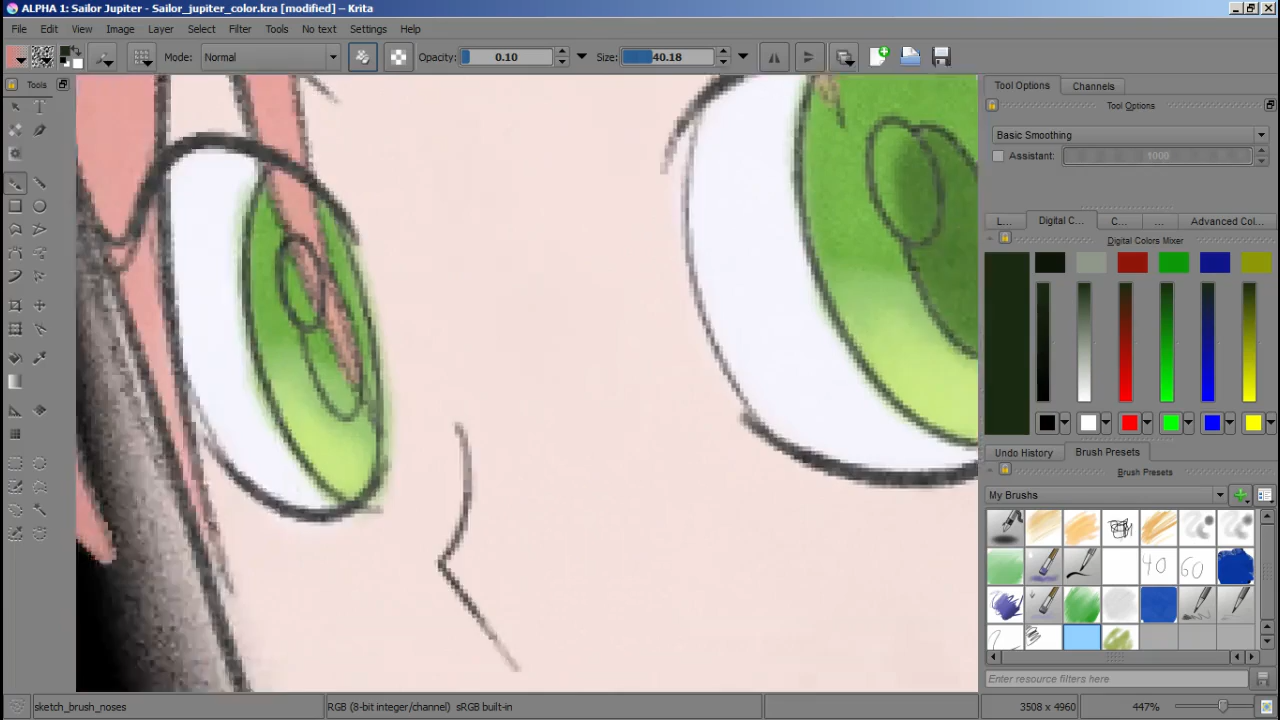 ALPHA 1: Sailor Jupiter - Sailor_jupiter_color.kra [modified] – Krita
File Edit View Image Layer Select Filter Tools No text Settings Help
Mode: Normal Opacity: 0.10 Size: 40.18
Tools
Tool Options Channels
Tool Options
Basic Smoothing
Assistant: 1000
L... Digital C... C... ... Advanced Col...
Digital Colors Mixer
Undo History Brush Presets
Brush Presets
My Brushes
40 60
Enter resource filters here
sketch_brush_noses RGB (8-bit integer/channel) sRGB built-in 3508 x 4960 447%